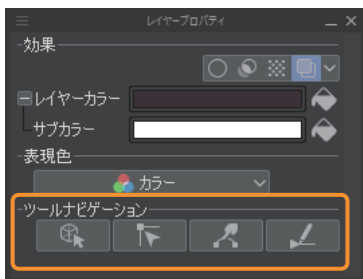 レイヤープロパティ
効果
レイヤーカラー
サブカラー
表現色
カラー
ツールナビゲーション